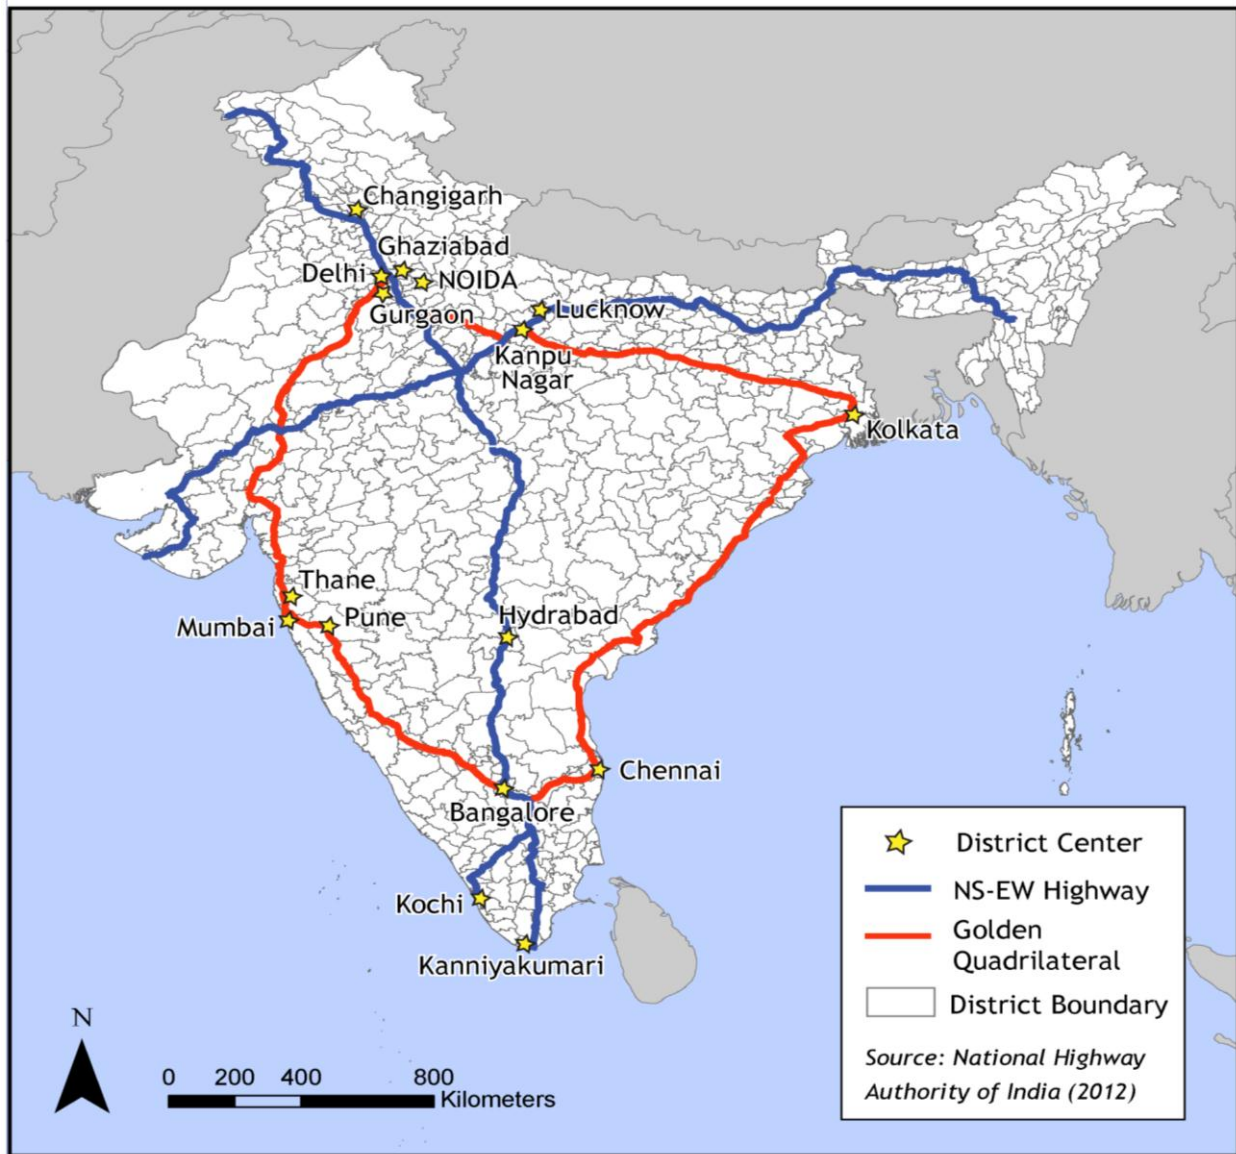 Changigarh
Ghaziabad
Delhi
NOIDA
Gurgaon
Lucknow
Kanpu
Nagar
Kolkata
Thane
Mumbai
Pune
Hydrabad
Chennai
Bangalore
Kochi
Kanniyakumari
District Center
NS-EW Highway
Golden
Quadrilateral
District Boundary
Source: National Highway
Authority of India (2012)
N
0 200 400 800
Kilometers